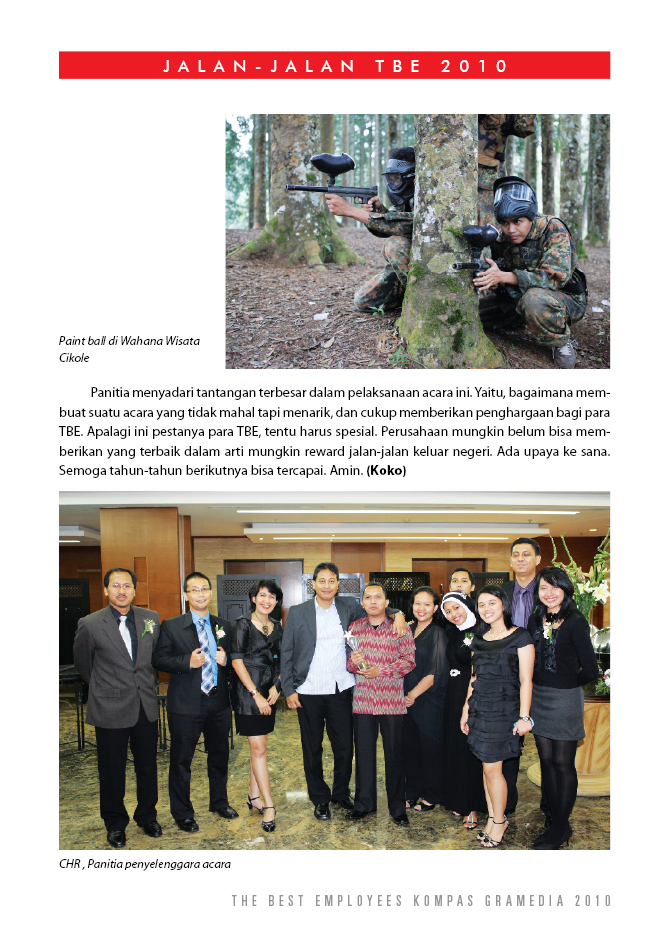 JALAN-JALAN TBE 2010
Paint ball di Wahana Wisata
Cikole
Panitia menyadari tantangan terbesar dalam pelaksanaan acara ini. Yaitu, bagaimana mem-
buat suatu acara yang tidak mahal tapi menarik, dan cukup memberikan penghargaan bagi para
TBE. Apalagi ini pestanya para TBE, tentu harus spesial. Perusahaan mungkin belum bisa mem-
berikan yang terbaik dalam arti mungkin reward jalan-jalan keluar negeri. Ada upaya ke sana.
Semoga tahun-tahun berikutnya bisa tercapai. Amin. (Koko)
CHR , Panitia penyelenggara acara
THE BEST EMPLOYEES KOMPAS GRAMEDIA 2010